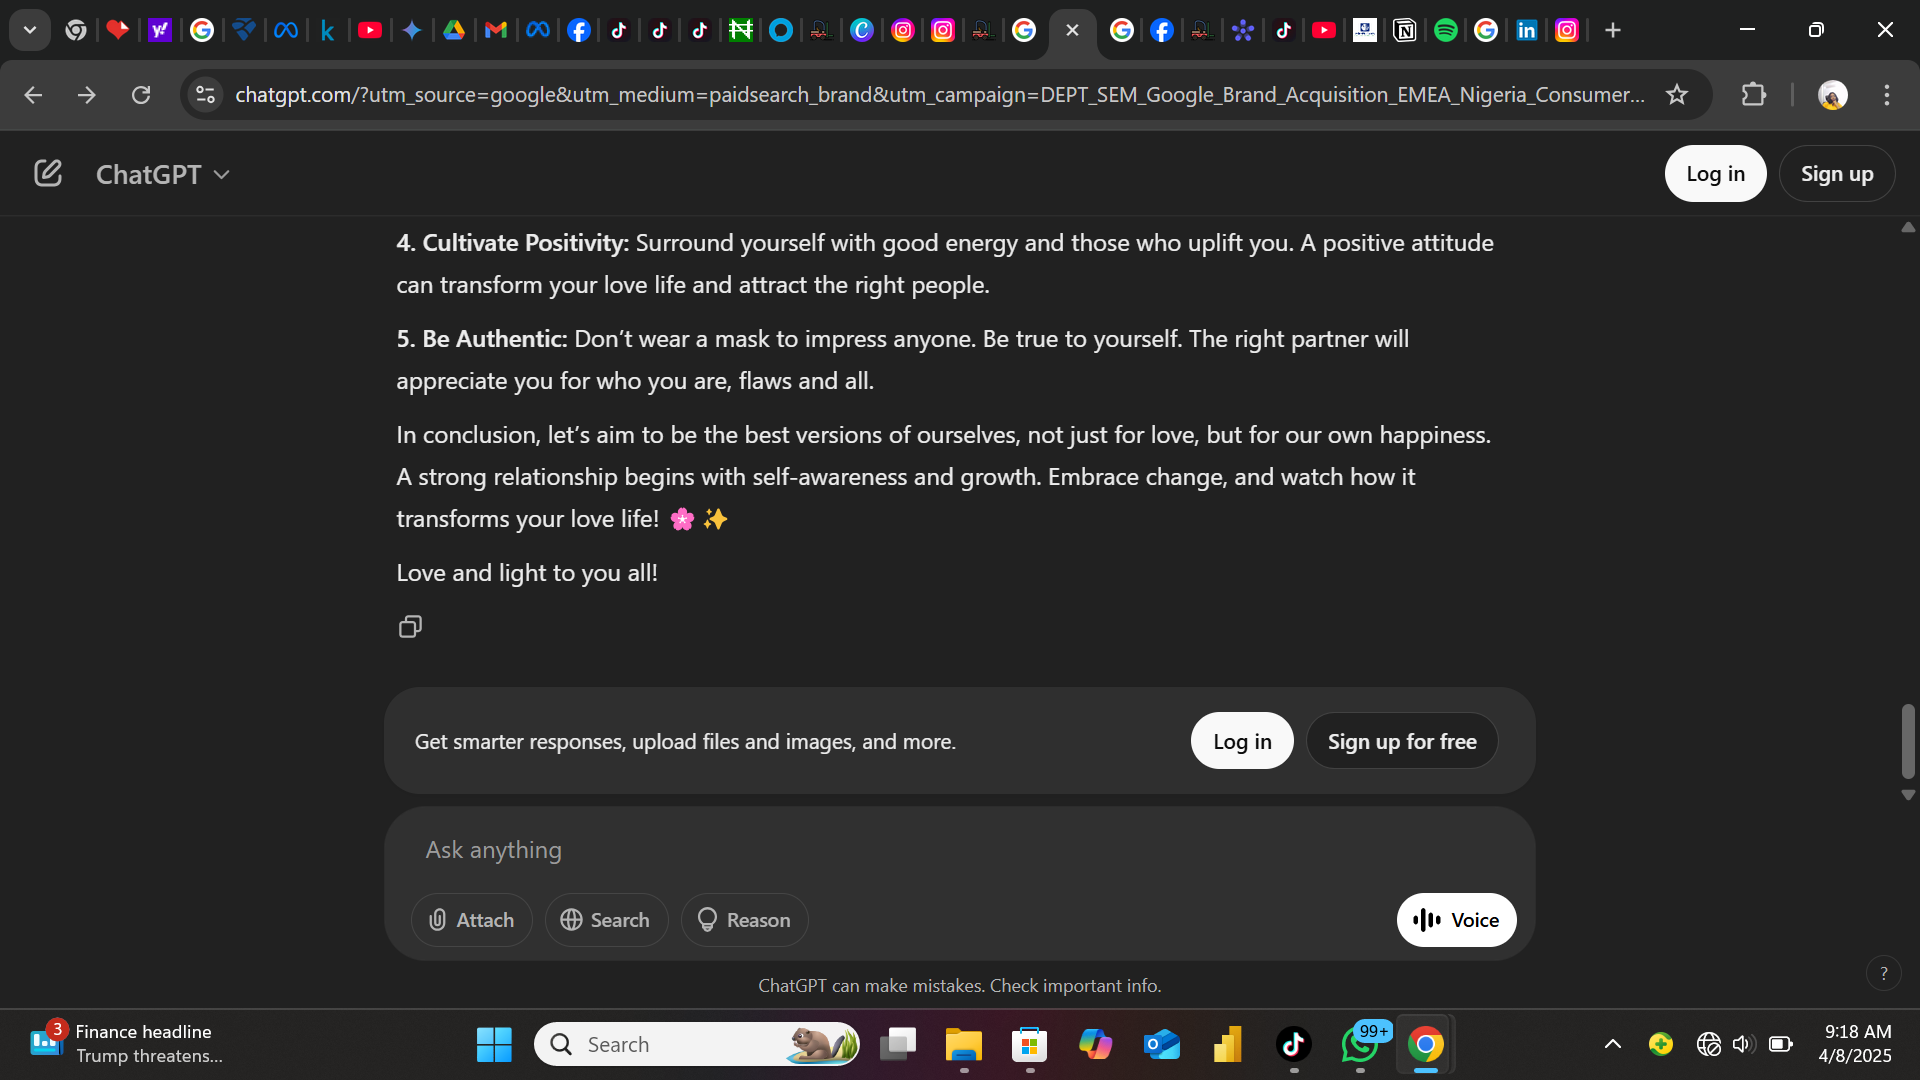 chatgpt.com/?utm_source=google&utm_medium=paidsearch_brand&utm_campaign=DEPT_SEM_Google_Brand_Acquisition_EMEA_Nigeria_Consumer...
ChatGPT
Log in
Sign up
4. Cultivate Positivity: Surround yourself with good energy and those who uplift you. A positive attitude
can transform your love life and attract the right people.
5. Be Authentic: Don’t wear a mask to impress anyone. Be true to yourself. The right partner will
appreciate you for who you are, flaws and all.
In conclusion, let’s aim to be the best versions of ourselves, not just for love, but for our own happiness.
A strong relationship begins with self-awareness and growth. Embrace change, and watch how it
transforms your love life! 🌸 ✨
Love and light to you all!
Get smarter responses, upload files and images, and more.
Log in
Sign up for free
Ask anything
Attach
Search
Reason
Voice
ChatGPT can make mistakes. Check important info.
?
3
Finance headline
Trump threatens...
Search
99+
9:18 AM
4/8/2025